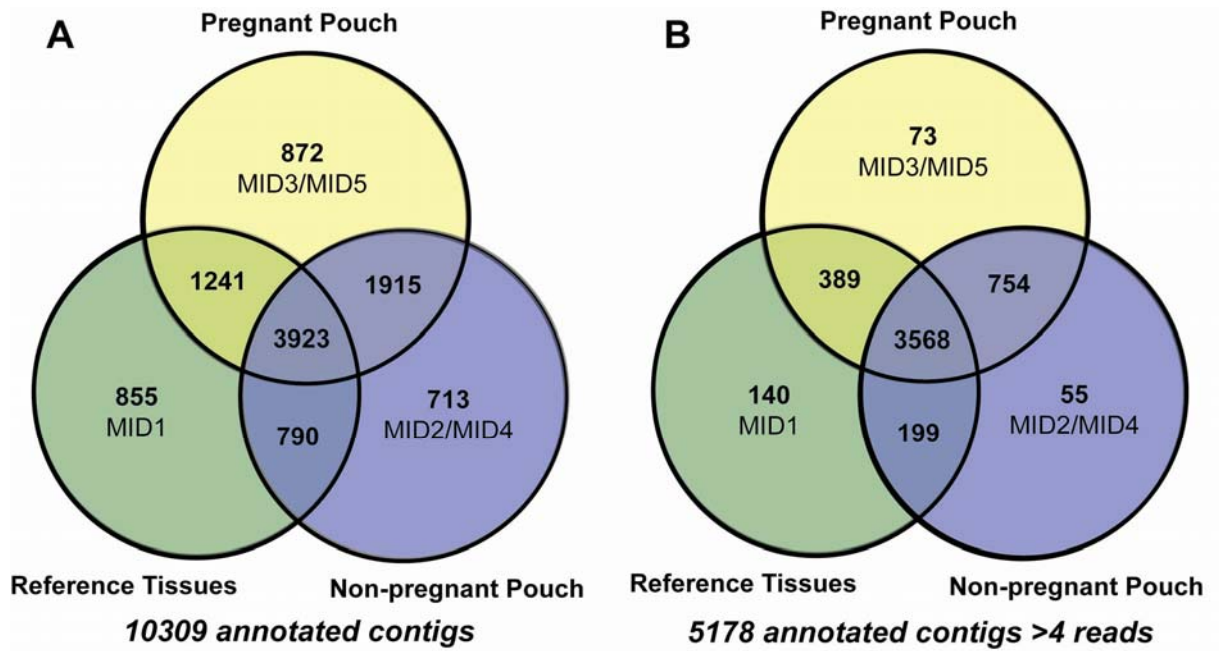 A
Pregnant Pouch
872
MID3/MID5
1241
1915
3923
855
MID1
713
MID2/MID4
790
Reference Tissues
Non-pregnant Pouch
10309 annotated contigs
B
Pregnant Pouch
73
MID3/MID5
389
754
3568
140
MID1
55
MID2/MID4
199
Reference Tissues
Non-pregnant Pouch
5178 annotated contigs >4 reads